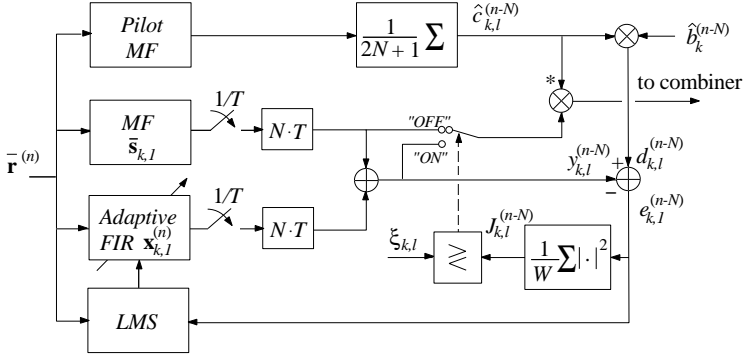 Pilot
MF
1
2N+1
Σ
ĉ_{k,l}^{(n-N)}
b̂_k^{(n-N)}
*
to combiner
1/T
MF
s̄_{k,l}
N·T
"OFF"
"ON"
r̄^{(n)}
y_{k,l}^{(n-N)}
+
d_{k,l}^{(n-N)}
−
e_{k,l}^{(n-N)}
1/T
Adaptive
FIR x_{k,l}^{(n)}
N·T
ξ_{k,l}
≷
J_{k,l}^{(n-N)}
1
W
Σ|·|^2
LMS